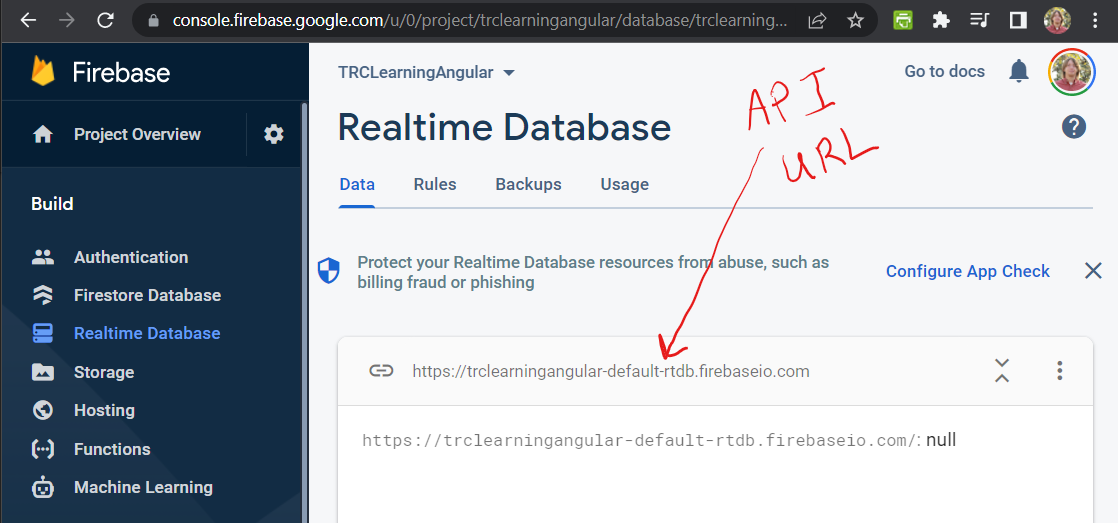 console.firebase.google.com/u/0/project/trclearningangular/database/trclearning...
Firebase
Project Overview
Build
Authentication
Firestore Database
Realtime Database
Storage
Hosting
Functions
Machine Learning
TRCLearningAngular
Go to docs
Realtime Database
API
URL
Data Rules Backups Usage
Protect your Realtime Database resources from abuse, such as
billing fraud or phishing
Configure App Check
https://trclearningangular-default-rtdb.firebaseio.com
https://trclearningangular-default-rtdb.firebaseio.com/: null